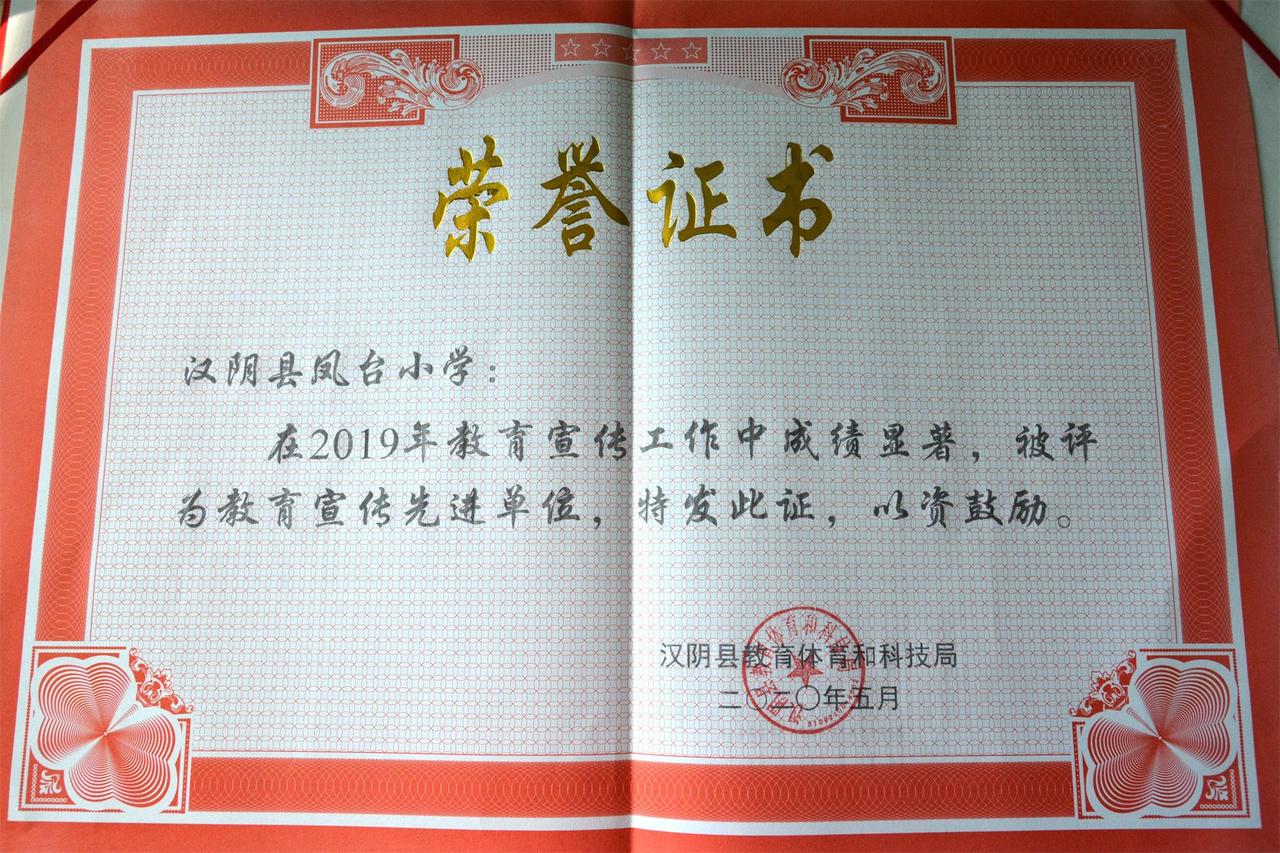 荣誉证书
汉阴县凤台小学：
在2019年教育宣传工作中成绩显著，被评
为教育宣传先进单位，特发此证，以资鼓励。
汉阴县教育体育和科技局
二〇二〇年五月